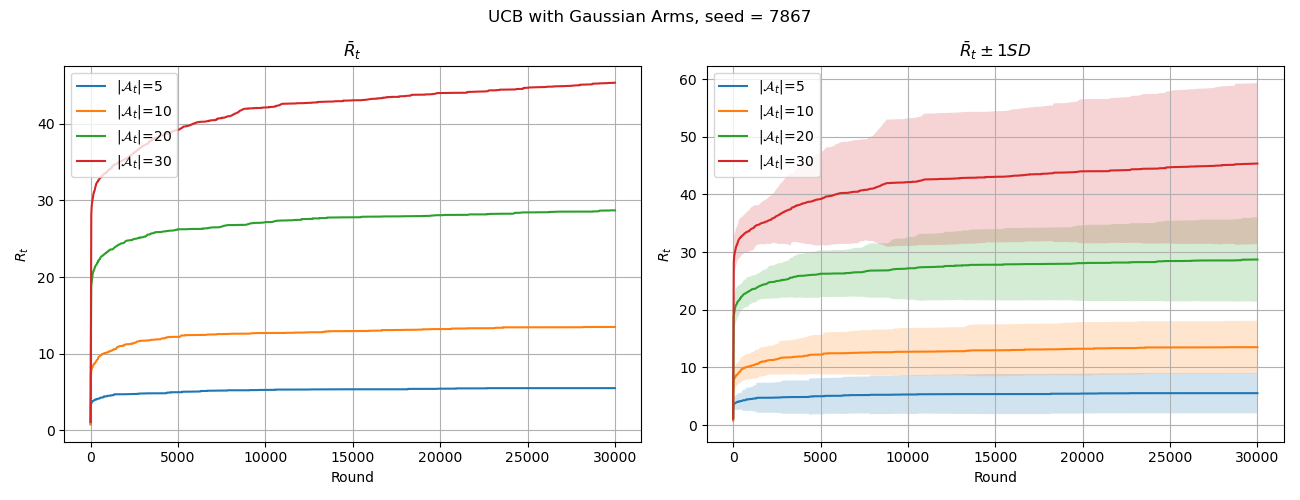 UCB with Gaussian Arms, seed = 7867
R̄ₜ
|𝒜ₜ|=5
|𝒜ₜ|=10
|𝒜ₜ|=20
|𝒜ₜ|=30
Rₜ
40
30
20
10
0
0 5000 10000 15000 20000 25000 30000
Round
R̄ₜ ± 1SD
|𝒜ₜ|=5
|𝒜ₜ|=10
|𝒜ₜ|=20
|𝒜ₜ|=30
Rₜ
60
50
40
30
20
10
0
0 5000 10000 15000 20000 25000 30000
Round